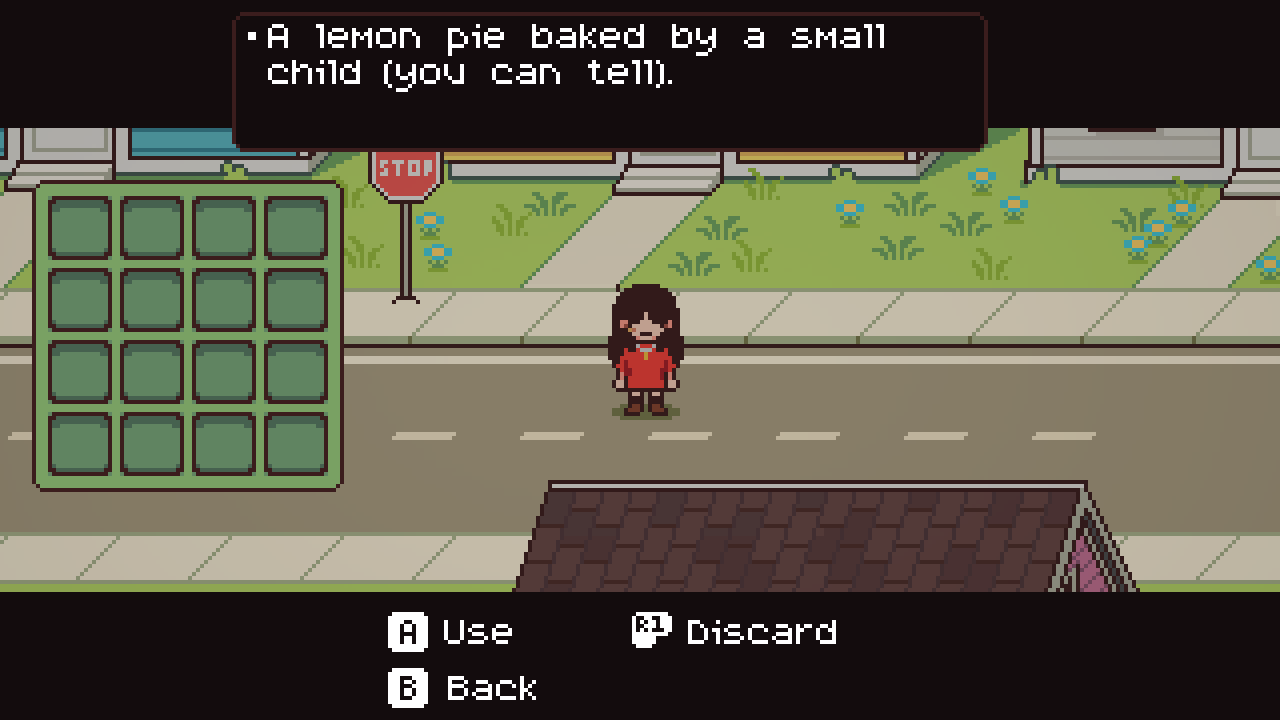 ▪A lemon pie baked by a small
child (you can tell).
STOP
A Use
R1 Discard
B Back